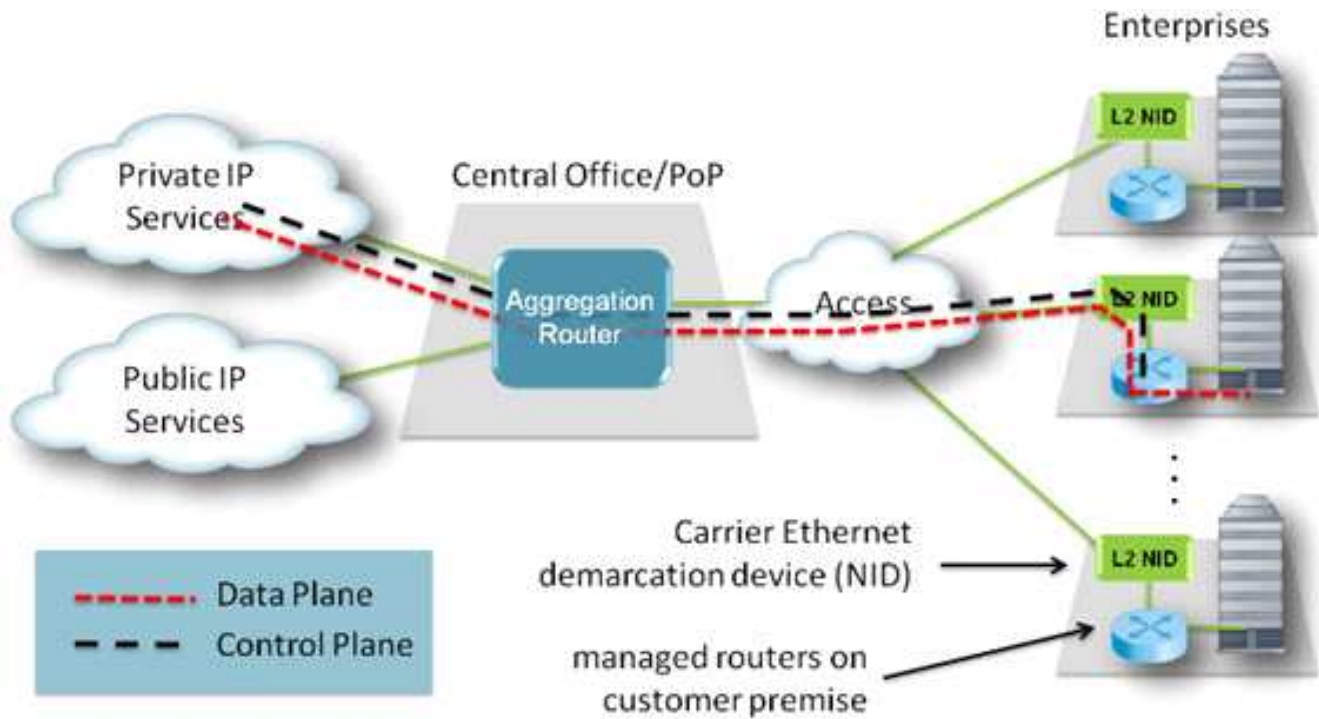 Enterprises
L2 NID
Private IP
Services
Central Office/PoP
Aggregation
Router
Access
L2 NID
Public IP
Services
Carrier Ethernet
demarcation device (NID)
L2 NID
Data Plane
Control Plane
managed routers on
customer premise